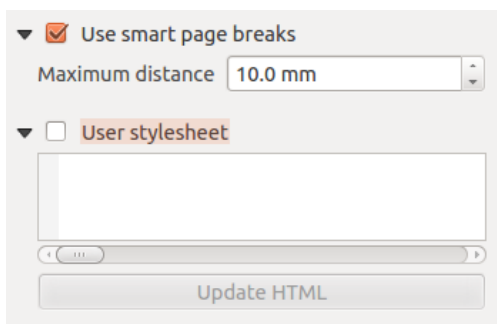 Use smart page breaks
Maximum distance 10.0 mm
User stylesheet
Update HTML